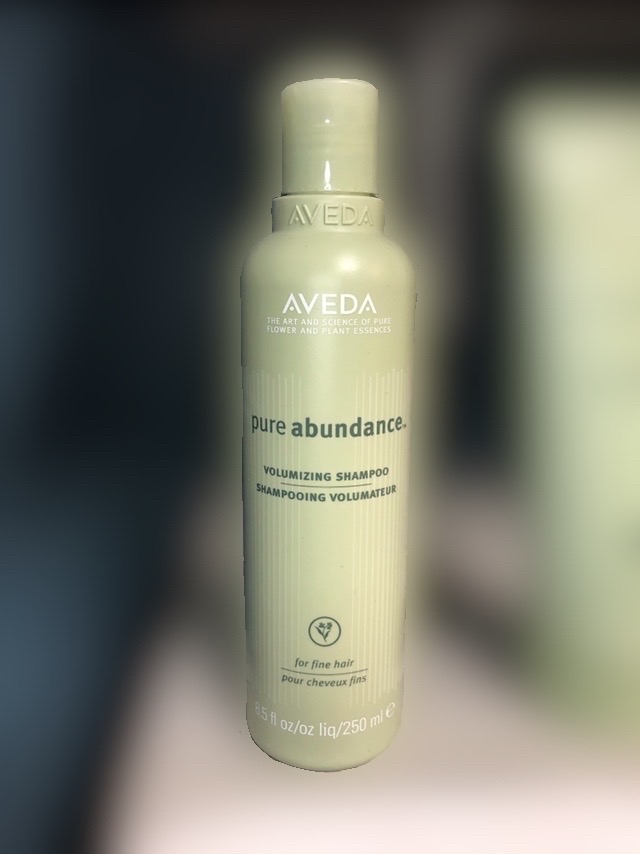 AVEDA
AVEDA
THE ART AND SCIENCE OF PURE
FLOWER AND PLANT ESSENCES
pure abundance™
VOLUMIZING SHAMPOO
SHAMPOOING VOLUMATEUR
for fine hair
pour cheveux fins
8.5 fl oz/oz liq/250 ml ℮